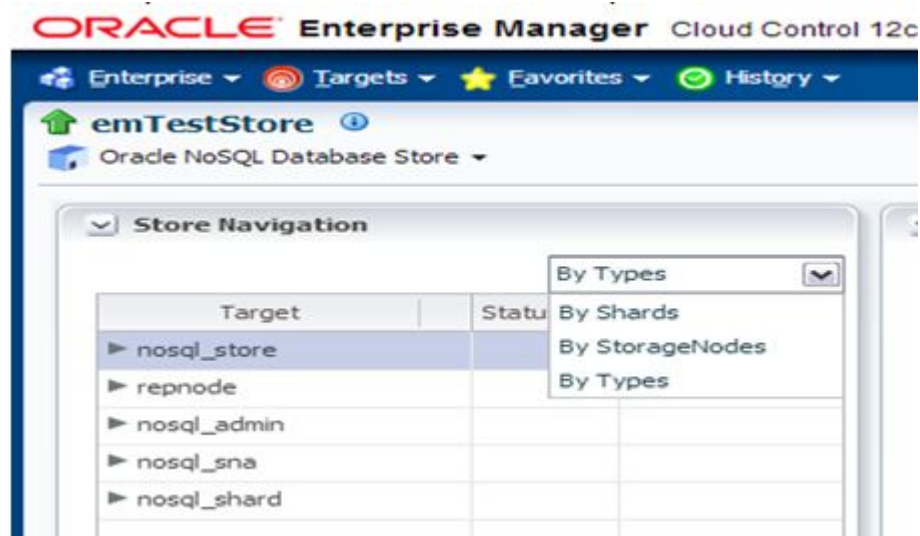 ORACLE Enterprise Manager Cloud Control 12c
Enterprise Targets Favorites History
emTestStore
Oracle NoSQL Database Store
Store Navigation
By Types
Target Statu By Shards
nosql_store By StorageNodes
repnode By Types
nosql_admin
nosql_sna
nosql_shard